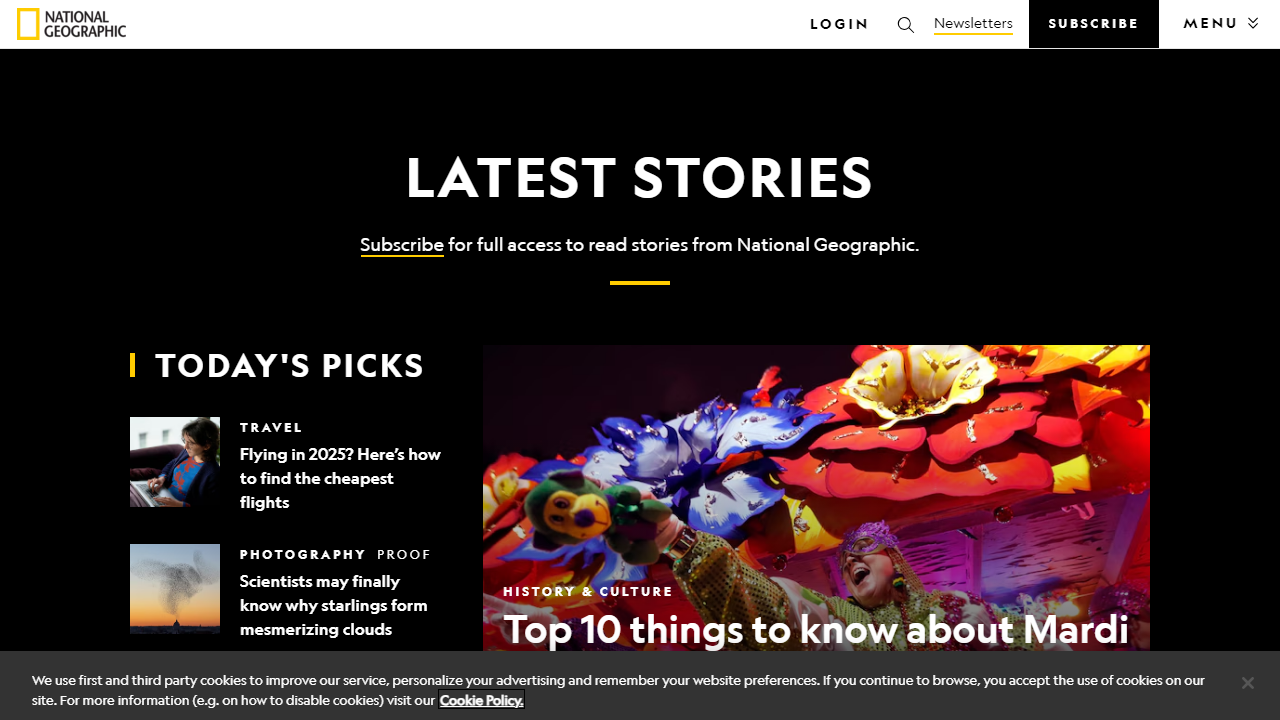 NATIONAL
GEOGRAPHIC
LOGIN
Newsletters
SUBSCRIBE
MENU
LATEST STORIES
Subscribe for full access to read stories from National Geographic.
TODAY'S PICKS
TRAVEL
Flying in 2025? Here’s how
to find the cheapest
flights
PHOTOGRAPHY PROOF
Scientists may finally
know why starlings form
mesmerizing clouds
HISTORY & CULTURE
Top 10 things to know about Mardi
We use first and third party cookies to improve our service, personalize your advertising and remember your website preferences. If you continue to browse, you accept the use of cookies on our
site. For more information (e.g. on how to disable cookies) visit our Cookie Policy.